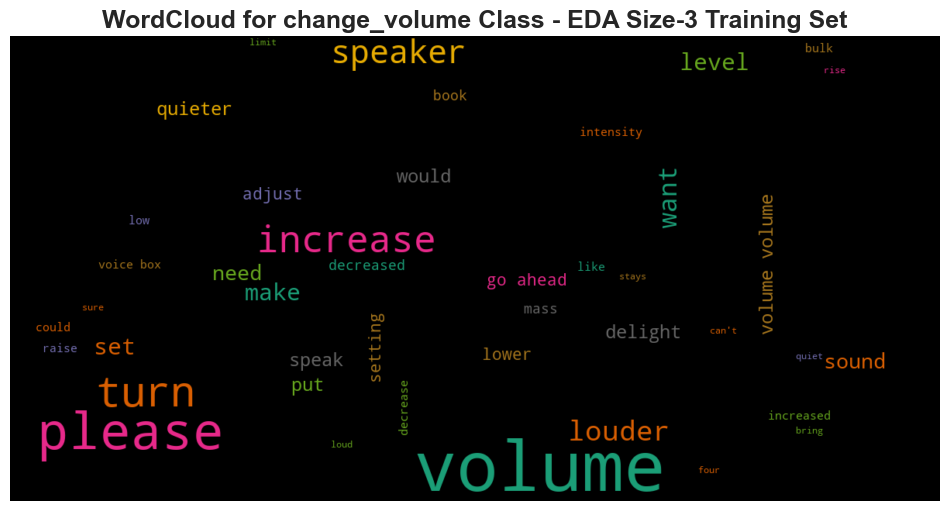 WordCloud for change_volume Class - EDA Size-3 Training Set
limit
speaker
bulk
level
rise
book
quieter
intensity
would
want
adjust
volume volume
low
increase
voice box
decreased
like
need
go ahead
stays
make
sure
mass
could
delight
can't
setting
raise
set
lower
quiet
speak
sound
put
turn
decrease
increased
please
louder
bring
loud
volume
four